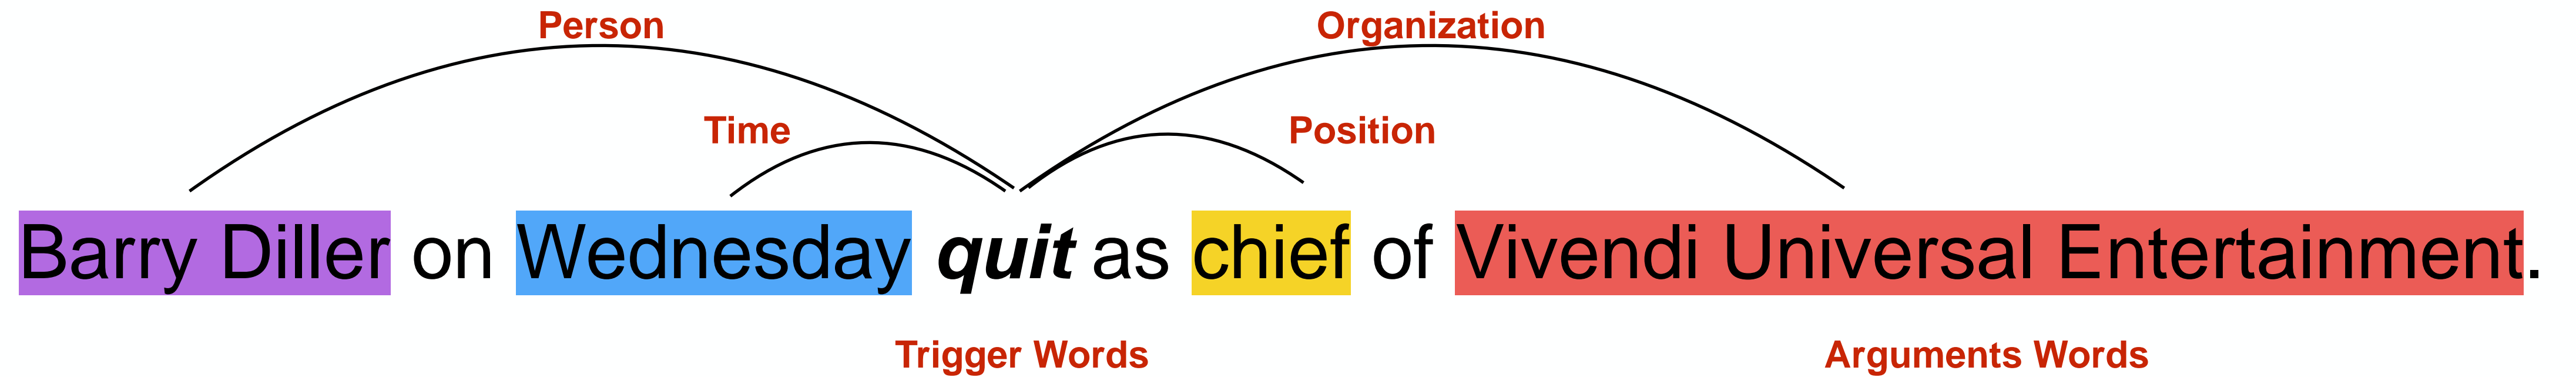 Person Organization
Time Position
Barry Diller on Wednesday quit as chief of Vivendi Universal Entertainment.
Trigger Words Arguments Words